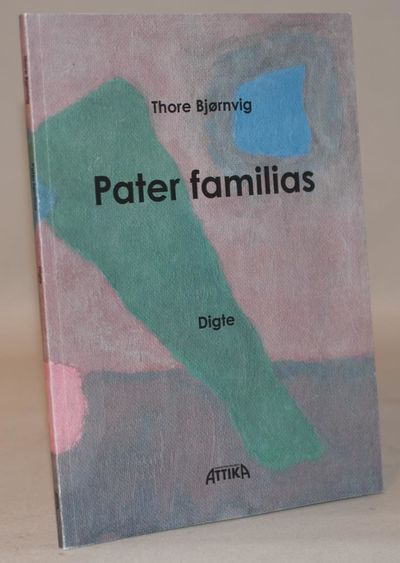 Thore Bjørnvig
Pater familias
Digte
ATTIKA